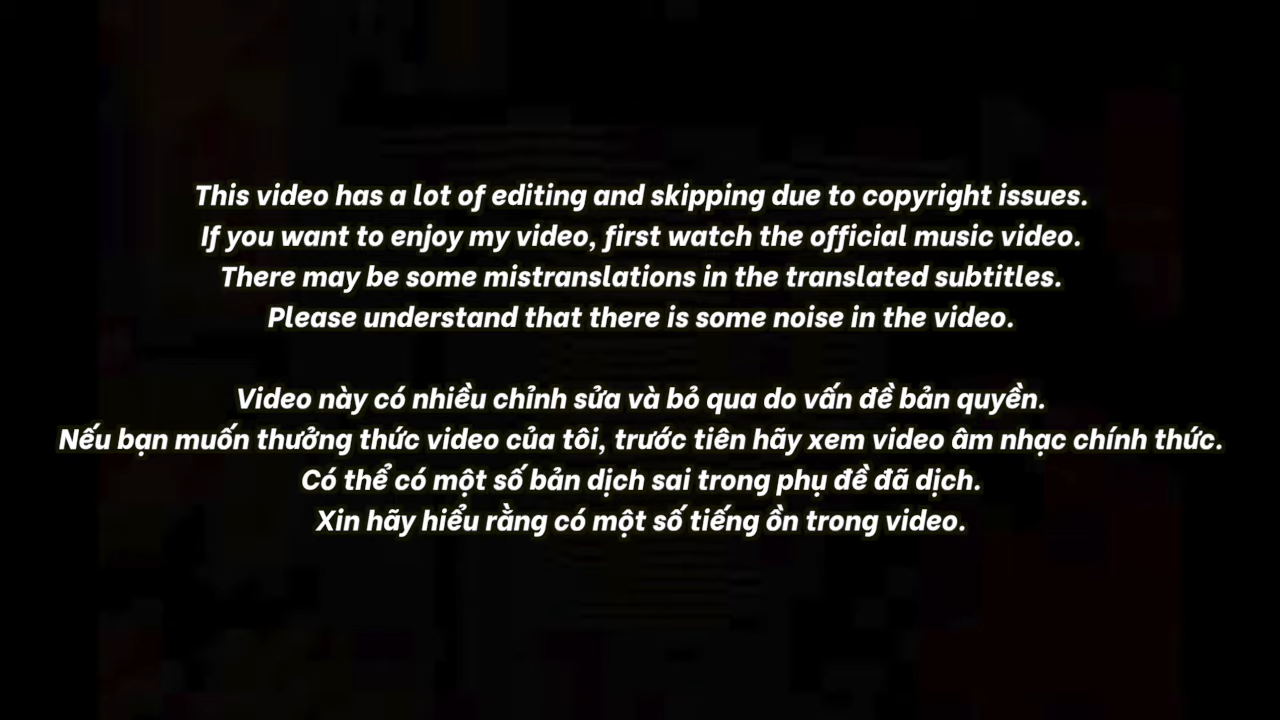 This video has a lot of editing and skipping due to copyright issues.
If you want to enjoy my video, first watch the official music video.
There may be some mistranslations in the translated subtitles.
Please understand that there is some noise in the video.
Video này có nhiều chỉnh sửa và bỏ qua do vấn đề bản quyền.
Nếu bạn muốn thưởng thức video của tôi, trước tiên hãy xem video âm nhạc chính thức.
Có thể có một số bản dịch sai trong phụ đề đã dịch.
Xin hãy hiểu rằng có một số tiếng ồn trong video.